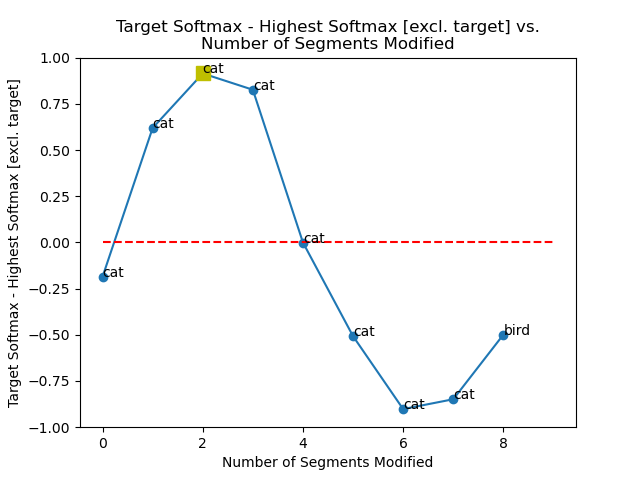 Target Softmax - Highest Softmax [excl. target] vs.
Number of Segments Modified
Target Softmax - Highest Softmax [excl. target]
1.00
0.75
0.50
0.25
0.00
−0.25
−0.50
−0.75
−1.00
cat
cat
cat
cat
cat
cat
cat
cat
bird
0 2 4 6 8
Number of Segments Modified